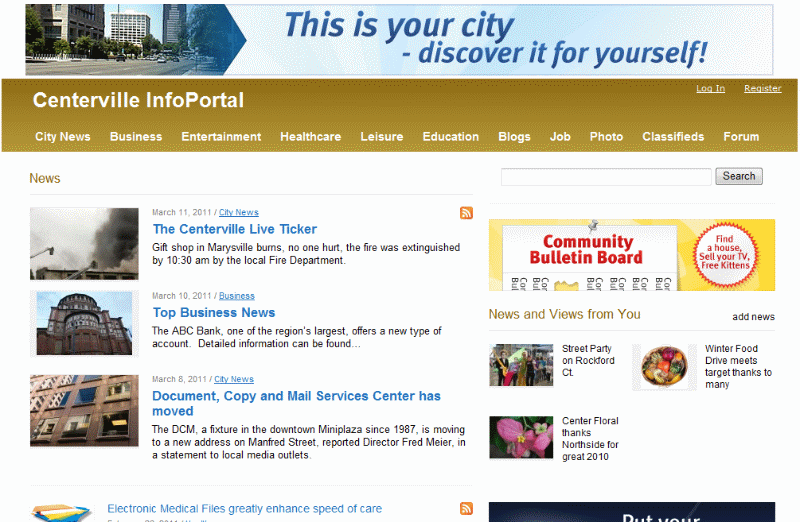 This is your city
- discover it for yourself!
Log In
Register
Centerville InfoPortal
City News
Business
Entertainment
Healthcare
Leisure
Education
Blogs
Job
Photo
Classifieds
Forum
News
March 11, 2011 / City News
The Centerville Live Ticker
Gift shop in Marysville burns, no one hurt, the fire was extinguished
by 10:30 am by the local Fire Department.
March 10, 2011 / Business
Top Business News
The ABC Bank, one of the region's largest, offers a new type of
account.  Detailed information can be found...
March 8, 2011 / City News
Document, Copy and Mail Services Center has
moved
The DCM, a fixture in the downtown Miniplaza since 1987, is moving
to a new address on Manfred Street, reported Director Fred Meier, in
a statement to local media outlets.
Electronic Medical Files greatly enhance speed of care
Search
Community
Bulletin Board
Find
a house,
Sell your TV,
Free Kittens
News and Views from You
add news
Street Party
on Rockford
Ct.
Winter Food
Drive meets
target thanks to
many
Center Floral
thanks
Northside for
great 2010
Put your